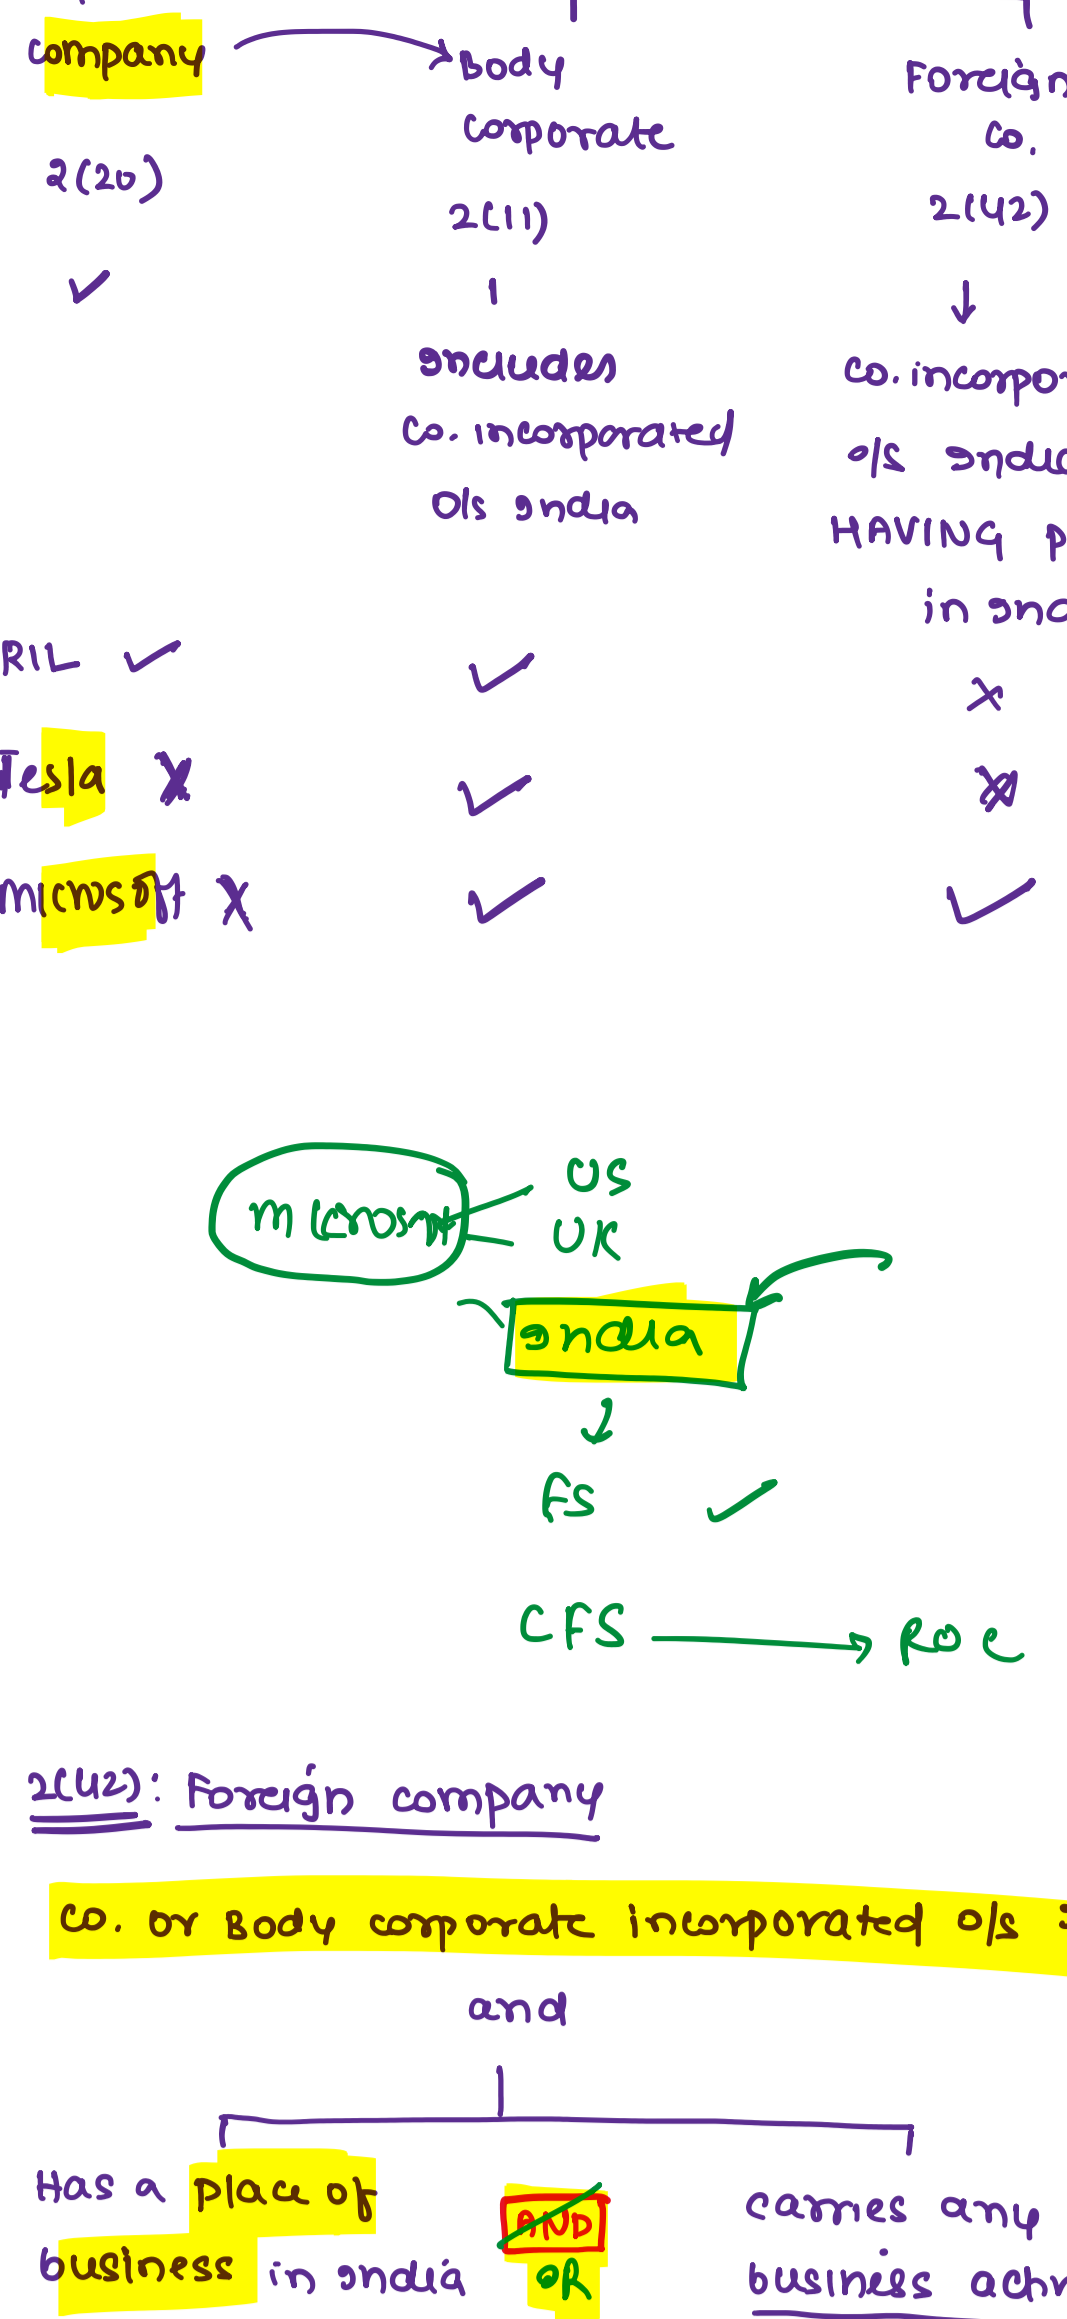 company
Body
corporate
Foreign
co.
2(20)
2(11)
2(42)
Includes
co. incorporated
o/s India
co. incorpo
o/s
HAVING
in
RIL
Tesla
microsoft
microsoft
US
UK
India
FS
CFS
ROC
2(42): Foreign company
co. or Body corporate incorporated o/s
and
Has a place of
business in India
AND
OR
carries any
business